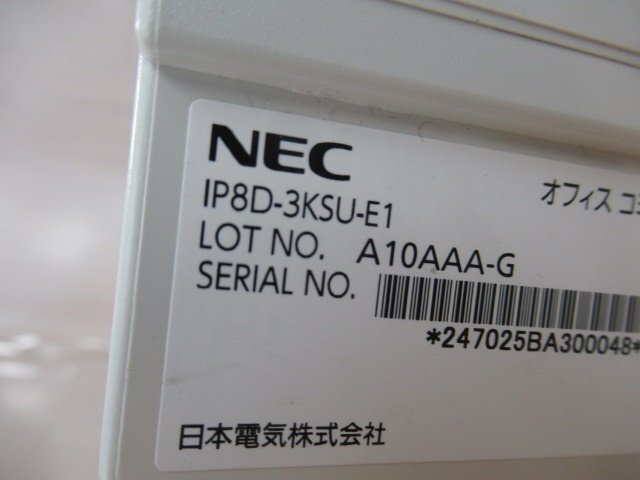 NEC
IP8D-3KSU-E1
オフィス コ
LOT NO. A10AAA-G
SERIAL NO.
*247025BA300048*
日本電気株式会社